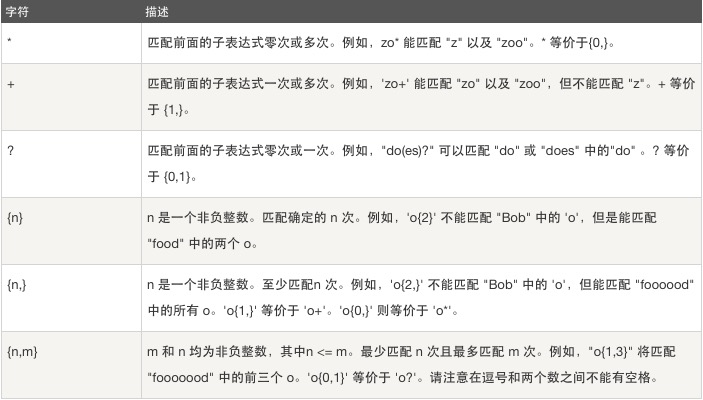 字符 描述
* 匹配前面的子表达式零次或多次。例如，zo* 能匹配 "z" 以及 "zoo"。* 等价于{0,}。
+ 匹配前面的子表达式一次或多次。例如，'zo+' 能匹配 "zo" 以及 "zoo"，但不能匹配 "z"。+ 等价
于 {1,}。
? 匹配前面的子表达式零次或一次。例如，"do(es)?" 可以匹配 "do" 或 "does" 中的"do" 。? 等价
于 {0,1}。
{n} n 是一个非负整数。匹配确定的 n 次。例如，'o{2}' 不能匹配 "Bob" 中的 'o'，但是能匹配
"food" 中的两个 o。
{n,} n 是一个非负整数。至少匹配n 次。例如，'o{2,}' 不能匹配 "Bob" 中的 'o'，但能匹配 "foooood"
中的所有 o。'o{1,}' 等价于 'o+'。'o{0,}' 则等价于 'o*'。
{n,m} m 和 n 均为非负整数，其中n <= m。最少匹配 n 次且最多匹配 m 次。例如，"o{1,3}" 将匹配
"fooooood" 中的前三个 o。'o{0,1}' 等价于 'o?'。请注意在逗号和两个数之间不能有空格。